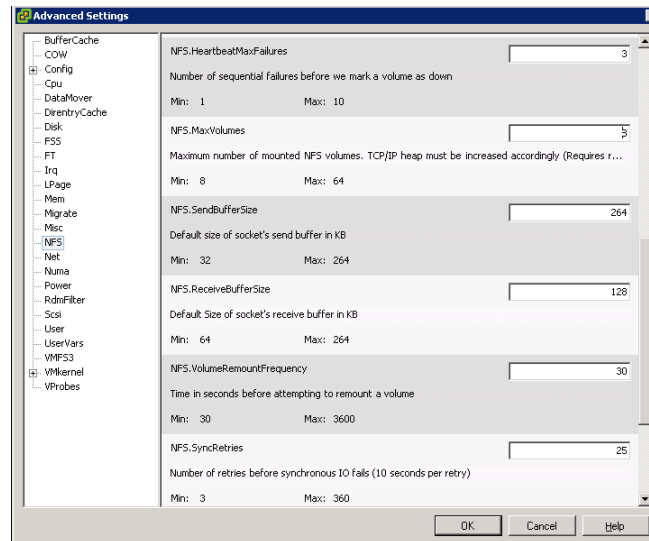 Advanced Settings
BufferCache
COW
Config
Cpu
DataMover
DirentryCache
Disk
FSS
FT
Irq
LPage
Mem
Migrate
Misc
NFS
Net
Numa
Power
RdmFilter
Scsi
User
UserVars
VMFS3
VMkernel
VProbes
NFS.HeartbeatMaxFailures
3
Number of sequential failures before we mark a volume as down
Min: 1 Max: 10
NFS.MaxVolumes
Maximum number of mounted NFS volumes. TCP/IP heap must be increased accordingly (Requires r...
Min: 8 Max: 64
NFS.SendBufferSize
264
Default size of socket's send buffer in KB
Min: 32 Max: 264
NFS.ReceiveBufferSize
128
Default Size of socket's receive buffer in KB
Min: 64 Max: 264
NFS.VolumeRemountFrequency
30
Time in seconds before attempting to remount a volume
Min: 30 Max: 3600
NFS.SyncRetries
25
Number of retries before synchronous IO fails (10 seconds per retry)
Min: 3 Max: 360
OK Cancel Help